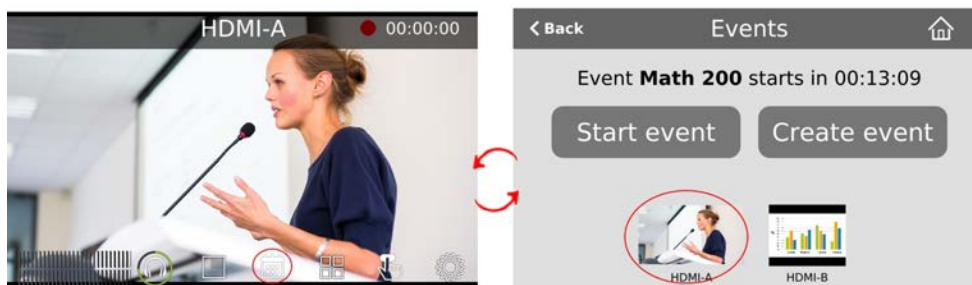 HDMI-A
00:00:00
Back
Events
Event Math 200 starts in 00:13:09
Start event
Create event
HDMI-A
HDMI-B